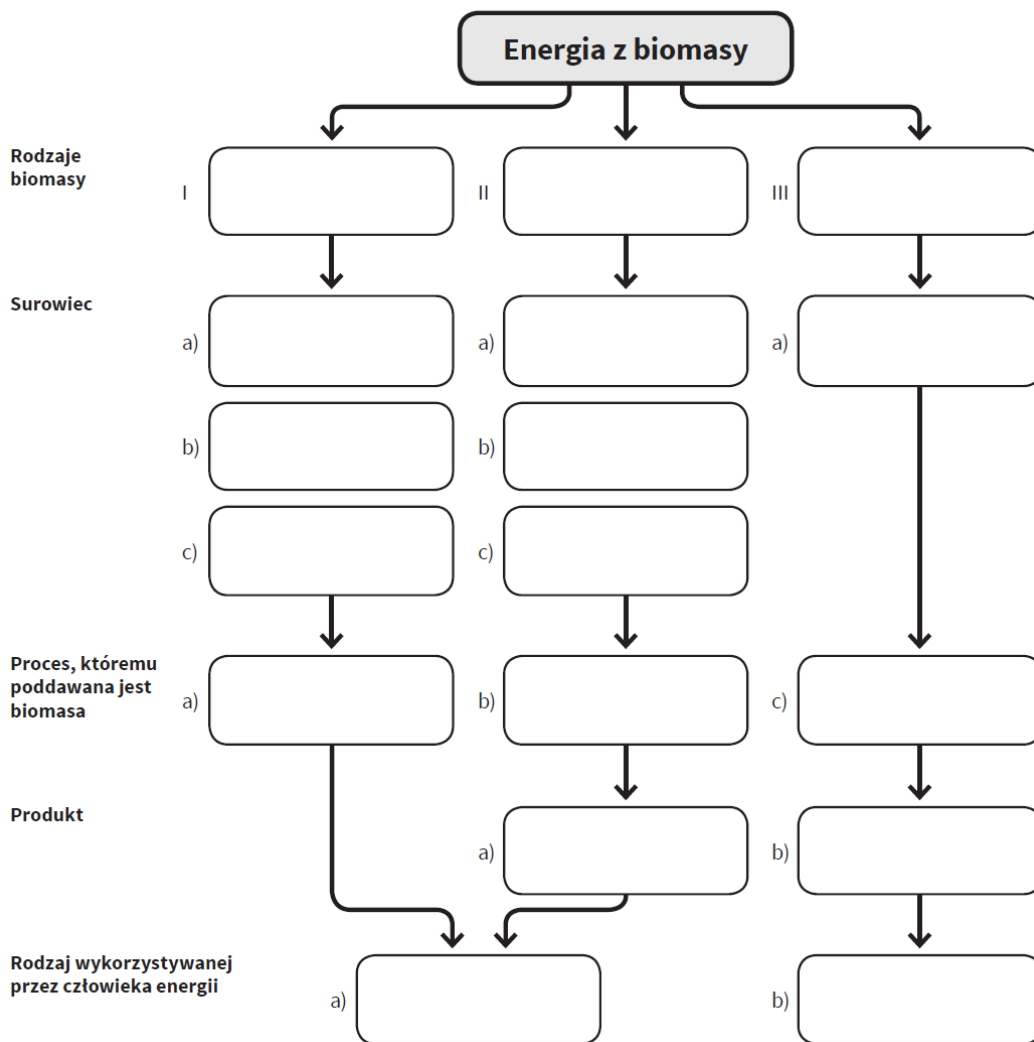 Energia z biomasy
Rodzaje
biomasy
I
II
III
Surowiec
a)
a)
a)
b)
b)
c)
c)
Proces, któremu
poddawana jest
biomasa
a)
b)
c)
Produkt
a)
b)
Rodzaj wykorzystywanej
przez człowieka energii
a)
b)